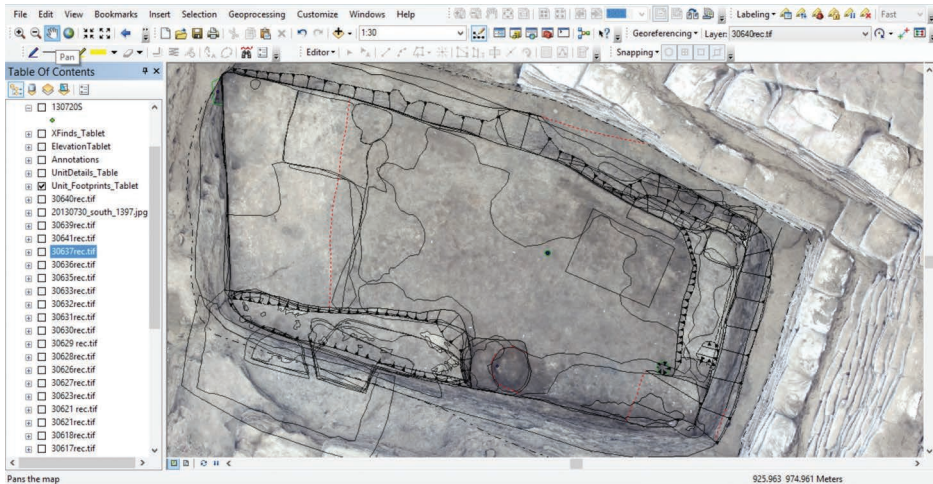 File Edit View Bookmarks Insert Selection Geoprocessing Customize Windows Help
Labeling Fast
1:30 Georeferencing Layer: 30640rec.tif
Editor Snapping
Pan
Table Of Contents
130720S
XFinds_Tablet
ElevationTablet
Annotations
UnitDetails_Table
Unit_Footprints_Tablet
30640rec.tif
20130730_south_1397.jpg
30639rec.tif
30641rec.tif
30637rec.tif
30636rec.tif
30635rec.tif
30633rec.tif
30632rec.tif
30631rec.tif
30630rec.tif
30629 rec.tif
30628rec.tif
30626rec.tif
30627rec.tif
30623rec.tif
30621 rec.tif
30621rec.tif
30618rec.tif
30617rec.tif
Pans the map 925.963 974.961 Meters